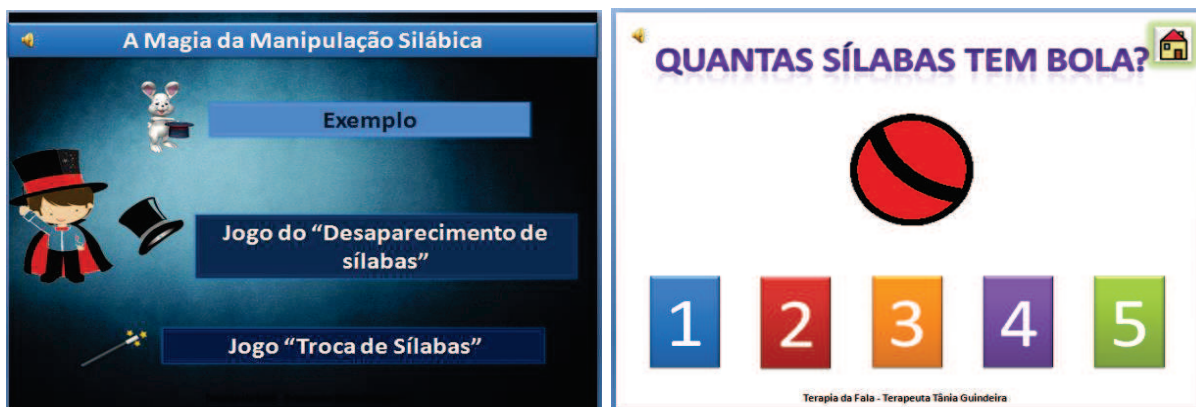 A Magia da Manipulação Silábica
Exemplo
Jogo do “Desaparecimento de
sílabas”
Jogo “Troca de Sílabas”
QUANTAS SÍLABAS TEM BOLA?
1 2 3 4 5
Terapia da Fala - Terapeuta Tânia Guindeira